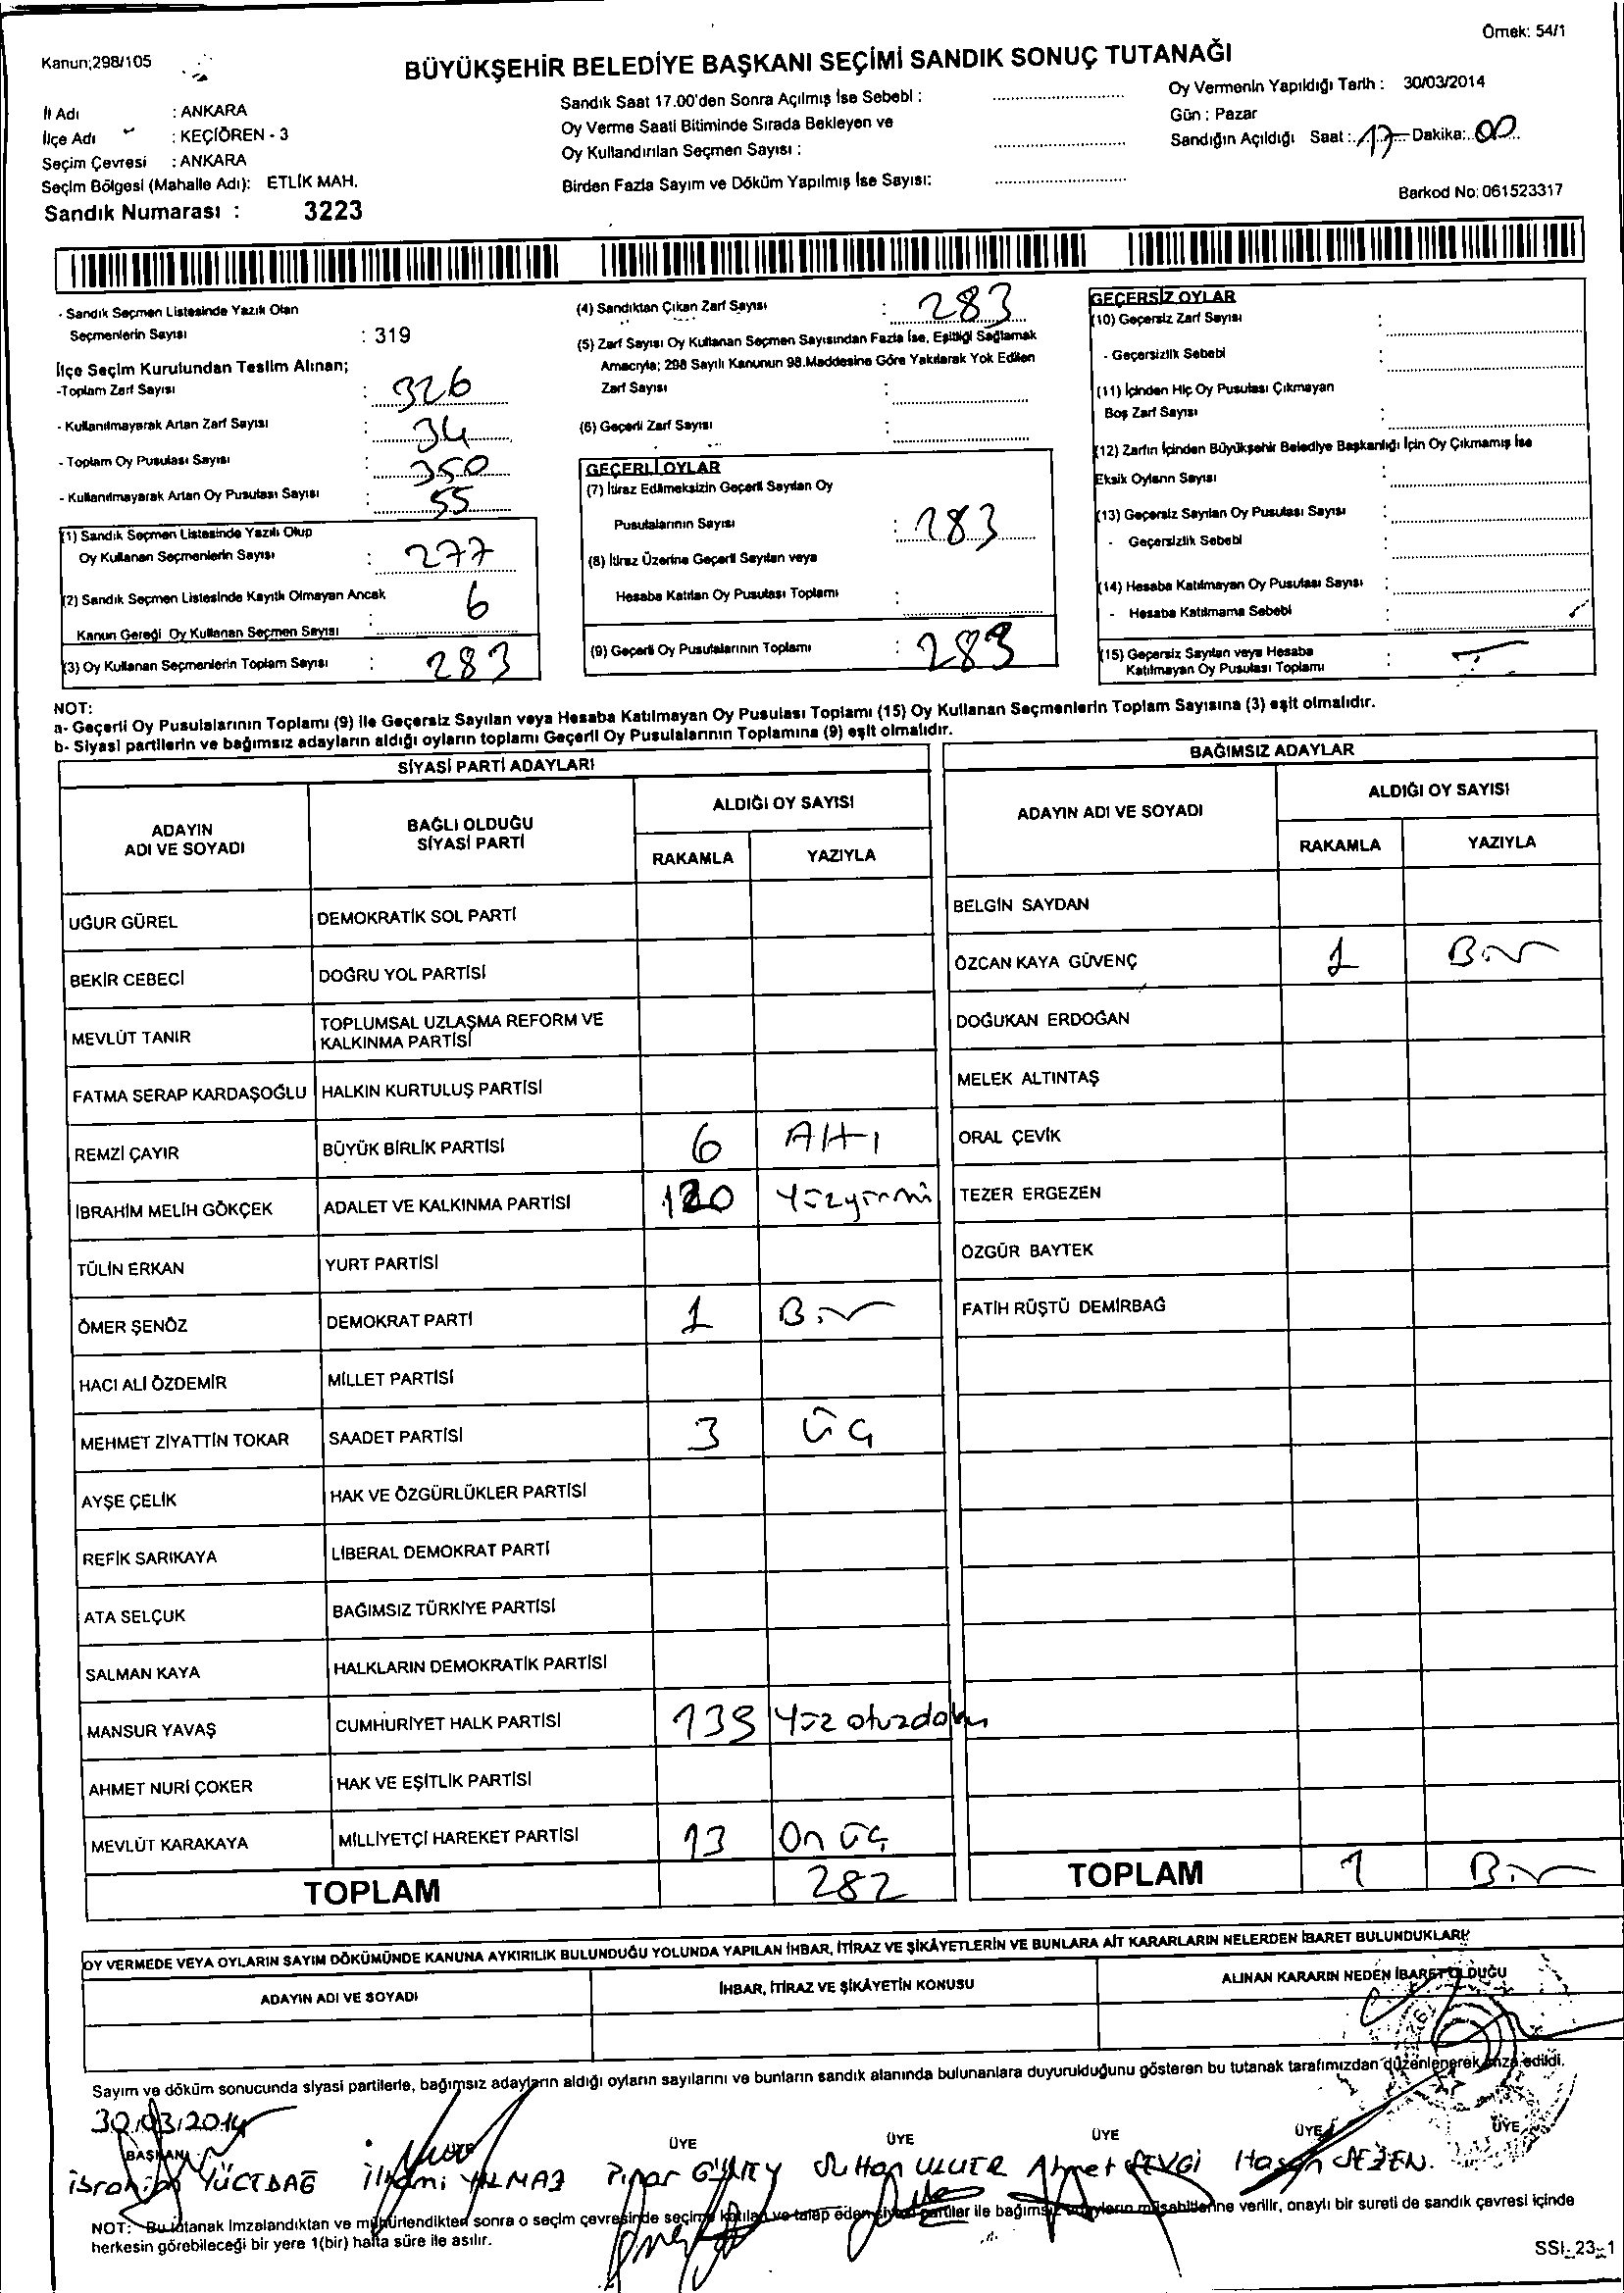 Örnek: 54/1
Kanun;298/105
BÜYÜKŞEHİR BELEDİYE BAŞKANI SEÇİMİ SANDIK SONUÇ TUTANAĞI
İl Adı : ANKARA
İlçe Adı : KEÇİÖREN - 3
Seçim Çevresi : ANKARA
Seçim Bölgesi (Mahalle Adı): ETLİK MAH.
Sandık Numarası : 3223
Sandık Saat 17.00'den Sonra Açılmış İse Sebebi :
Oy Verme Saati Bitiminde Sırada Bekleyen ve
Oy Kullandırılan Seçmen Sayısı :
Birden Fazla Sayım ve Döküm Yapılmış İse Sayısı:
Oy Vermenin Yapıldığı Tarih : 30/03/2014
Gün : Pazar
Sandığın Açıldığı Saat : 17 Dakika: 00
Barkod No: 061523317
- Sandık Seçmen Listesinde Yazılı Olan
Seçmenlerin Sayısı : 319
İlçe Seçim Kurulundan Teslim Alınan;
-Toplam Zarf Sayısı : 326
- Kullanılmayarak Artan Zarf Sayısı : 34
- Toplam Oy Pusulası Sayısı : 350
- Kullanılmayarak Artan Oy Pusulası Sayısı : 55
(1) Sandık Seçmen Listesinde Yazılı Olup
Oy Kullanan Seçmenlerin Sayısı : 277
(2) Sandık Seçmen Listesinde Kayıtlı Olmayan Ancak
Kanun Gereği Oy Kullanan Seçmen Sayısı : 6
(3) Oy Kullanan Seçmenlerin Toplam Sayısı : 283
(4) Sandıktan Çıkan Zarf Sayısı : 283
(5) Zarf Sayısı Oy Kullanan Seçmen Sayısından Fazla İse, Eşitliği Sağlamak
Amacıyla; 298 Sayılı Kanunun 98.Maddesine Göre Yakılarak Yok Edilen
Zarf Sayısı :
(6) Geçerli Zarf Sayısı :
GEÇERLİ OYLAR
(7) İtiraz Edilmeksizin Geçerli Sayılan Oy
Pusulalarının Sayısı : 283
(8) İtiraz Üzerine Geçerli Sayılan veya
Hesaba Katılan Oy Pusulası Toplamı :
(9) Geçerli Oy Pusulalarının Toplamı : 283
GEÇERSİZ OYLAR
(10) Geçersiz Zarf Sayısı :
- Geçersizlik Sebebi :
(11) İçinden Hiç Oy Pusulası Çıkmayan
Boş Zarf Sayısı :
(12) Zarfın İçinden Büyükşehir Belediye Başkanlığı İçin Oy Çıkmamış İse
Eksik Oyların Sayısı :
(13) Geçersiz Sayılan Oy Pusulası Sayısı :
- Geçersizlik Sebebi :
(14) Hesaba Katılmayan Oy Pusulası Sayısı :
- Hesaba Katılmama Sebebi :
(15) Geçersiz Sayılan veya Hesaba
Katılmayan Oy Pusulası Toplamı :
NOT:
a- Geçerli Oy Pusulalarının Toplamı (9) ile Geçersiz Sayılan veya Hesaba Katılmayan Oy Pusulası Toplamı (15) Oy Kullanan Seçmenlerin Toplam Sayısına (3) eşit olmalıdır.
b- Siyasi partilerin ve bağımsız adayların aldığı oyların toplamı Geçerli Oy Pusulalarının Toplamına (9) eşit olmalıdır.
SİYASİ PARTİ ADAYLARI
ADAYIN
ADI VE SOYADI
BAĞLI OLDUĞU
SİYASİ PARTİ
ALDIĞI OY SAYISI
RAKAMLA YAZIYLA
UĞUR GÜREL DEMOKRATİK SOL PARTİ
BEKİR CEBECİ DOĞRU YOL PARTİSİ
MEVLÜT TANIR TOPLUMSAL UZLAŞMA REFORM VE
KALKINMA PARTİSİ
FATMA SERAP KARDAŞOĞLU HALKIN KURTULUŞ PARTİSİ
REMZİ ÇAYIR BÜYÜK BİRLİK PARTİSİ 6 Altı
İBRAHİM MELİH GÖKÇEK ADALET VE KALKINMA PARTİSİ 120 Yüzyirmi
TÜLİN ERKAN YURT PARTİSİ
ÖMER ŞENÖZ DEMOKRAT PARTİ 1 Bir
HACI ALİ ÖZDEMİR MİLLET PARTİSİ
MEHMET ZİYATTİN TOKAR SAADET PARTİSİ 3 Üç
AYŞE ÇELİK HAK VE ÖZGÜRLÜKLER PARTİSİ
REFİK SARIKAYA LİBERAL DEMOKRAT PARTİ
ATA SELÇUK BAĞIMSIZ TÜRKİYE PARTİSİ
SALMAN KAYA HALKLARIN DEMOKRATİK PARTİSİ
MANSUR YAVAŞ CUMHURİYET HALK PARTİSİ 139 Yüz otuzdokuz
AHMET NURİ ÇOKER HAK VE EŞİTLİK PARTİSİ
MEVLÜT KARAKAYA MİLLİYETÇİ HAREKET PARTİSİ 13 On üç
TOPLAM 282
BAĞIMSIZ ADAYLAR
ADAYIN ADI VE SOYADI
ALDIĞI OY SAYISI
RAKAMLA YAZIYLA
BELGİN SAYDAN
ÖZCAN KAYA GÜVENÇ 1 Bir
DOĞUKAN ERDOĞAN
MELEK ALTINTAŞ
ORAL ÇEVİK
TEZER ERGEZEN
ÖZGÜR BAYTEK
FATİH RÜŞTÜ DEMİRBAĞ
TOPLAM 1 Bir
OY VERMEDE VEYA OYLARIN SAYIM DÖKÜMÜNDE KANUNA AYKIRILIK BULUNDUĞU YOLUNDA YAPILAN İHBAR, İTİRAZ VE ŞİKÂYETLERİN VE BUNLARA AİT KARARLARIN NELERDEN İBARET BULUNDUKLARI
ADAYIN ADI VE SOYADI
İHBAR, İTİRAZ VE ŞİKÂYETİN KONUSU
ALINAN KARARIN NEDEN İBARET OLDUĞU
Sayım ve döküm sonucunda siyasi partilerle, bağımsız adayların aldığı oyların sayılarını ve bunların sandık alanında bulunanlara duyurulduğunu gösteren bu tutanak tarafımızdan düzenlenerek imza edildi.
30/03/2014
BAŞKAN ÜYE ÜYE ÜYE ÜYE ÜYE ÜYE
İbrahim YÜCEDAĞ İlhami YILMAZ Pınar GÜNEY Sultan ULUER Ahmet SEVGİ Hasan SEZEN.
NOT: Bu tutanak imzalandıktan ve mühürlendikten sonra o seçim çevresinde seçime katılan ve talep eden siyasi partiler ile bağımsız adayların müşahitlerine verilir, onaylı bir sureti de sandık çevresi içinde
herkesin görebileceği bir yere 1(bir) hafta süre ile asılır.
SSI_23_1